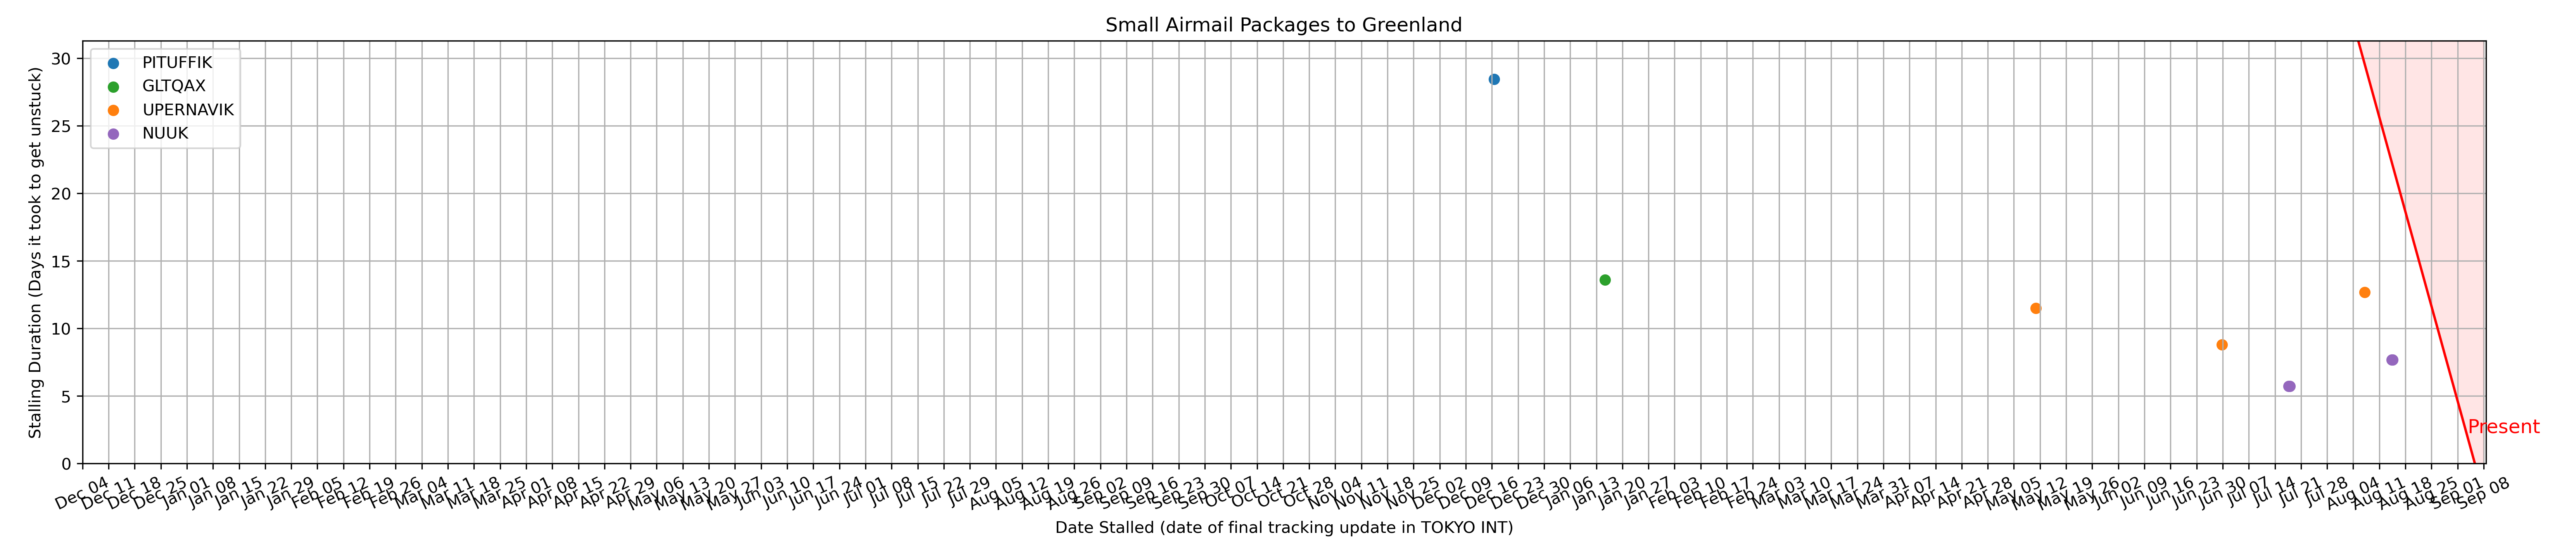 Small Airmail Packages to Greenland
Stalling Duration (Days it took to get unstuck)
30
25
20
15
10
5
0
PITUFFIK
GLTQAX
UPERNAVIK
NUUK
Present
Dec 04
Dec 11
Dec 18
Dec 25
Jan 01
Jan 08
Jan 15
Jan 22
Jan 29
Feb 05
Feb 12
Feb 19
Feb 26
Mar 04
Mar 11
Mar 18
Mar 25
Apr 01
Apr 08
Apr 15
Apr 22
Apr 29
May 06
May 13
May 20
May 27
Jun 03
Jun 10
Jun 17
Jun 24
Jul 01
Jul 08
Jul 15
Jul 22
Jul 29
Aug 05
Aug 12
Aug 19
Aug 26
Sep 02
Sep 09
Sep 16
Sep 23
Sep 30
Oct 07
Oct 14
Oct 21
Oct 28
Nov 04
Nov 11
Nov 18
Nov 25
Dec 02
Dec 09
Dec 16
Dec 23
Dec 30
Jan 06
Jan 13
Jan 20
Jan 27
Feb 03
Feb 10
Feb 17
Feb 24
Mar 03
Mar 10
Mar 17
Mar 24
Mar 31
Apr 07
Apr 14
Apr 21
Apr 28
May 05
May 12
May 19
May 26
Jun 02
Jun 09
Jun 16
Jun 23
Jun 30
Jul 07
Jul 14
Jul 21
Jul 28
Aug 04
Aug 11
Aug 18
Aug 25
Sep 01
Sep 08
Date Stalled (date of final tracking update in TOKYO INT)